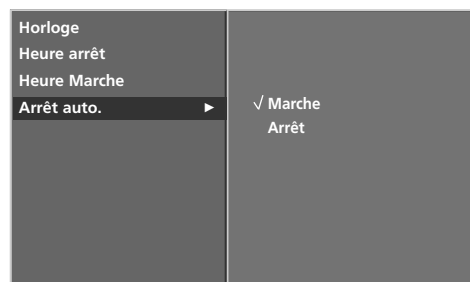 Horloge
Heure arrêt
Heure Marche
Arrêt auto. ►
√ Marche
Arrêt